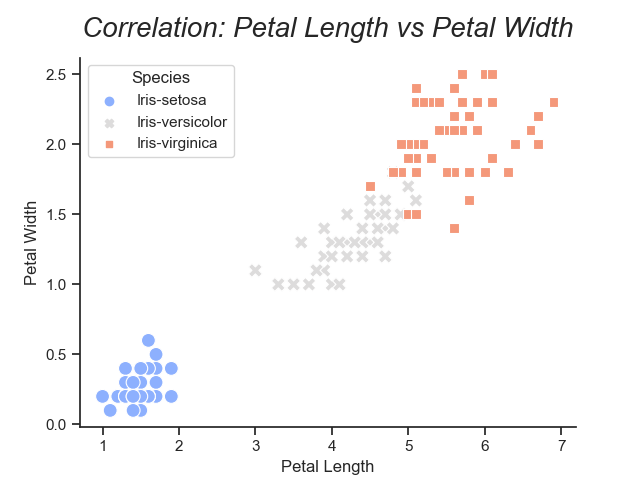 Correlation: Petal Length vs Petal Width
Species
Iris-setosa
Iris-versicolor
Iris-virginica
Petal Width
2.5
2.0
1.5
1.0
0.5
0.0
1 2 3 4 5 6 7
Petal Length